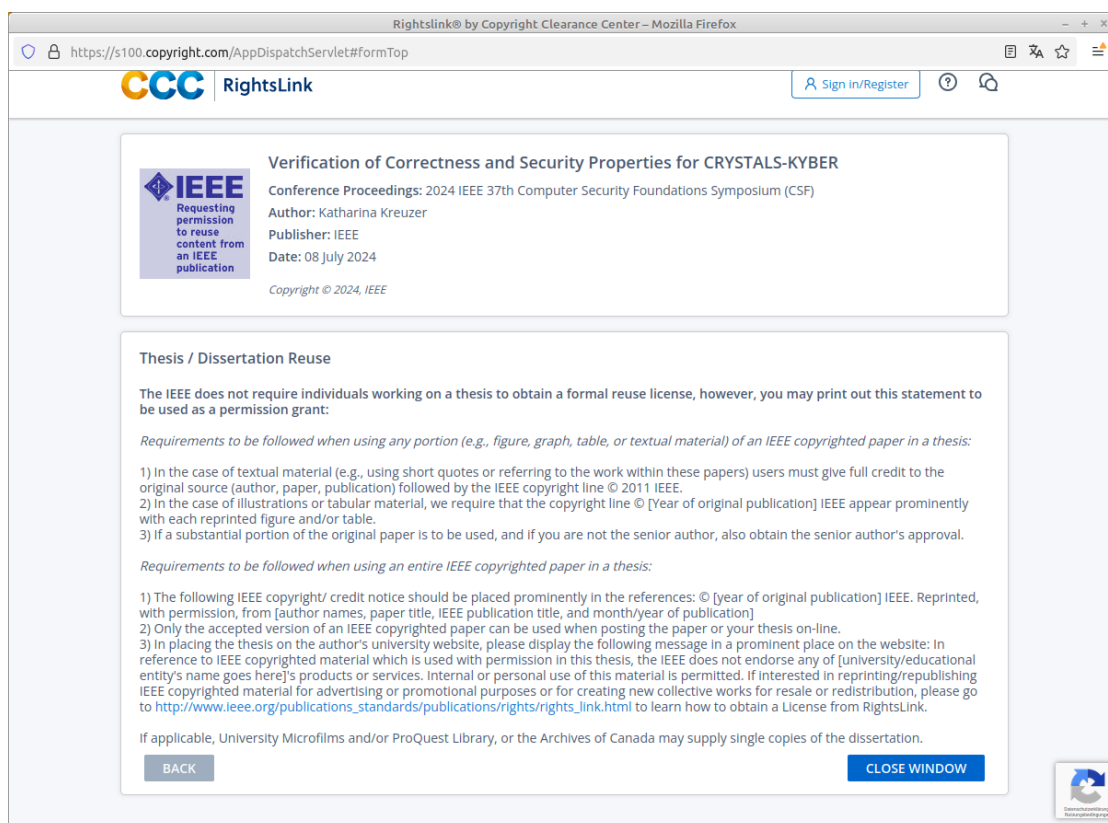 Rightslink® by Copyright Clearance Center – Mozilla Firefox
https://s100.copyright.com/AppDispatchServlet#formTop
CCC RightsLink
Sign in/Register
IEEE
Requesting
permission
to reuse
content from
an IEEE
publication
Verification of Correctness and Security Properties for CRYSTALS-KYBER
Conference Proceedings: 2024 IEEE 37th Computer Security Foundations Symposium (CSF)
Author: Katharina Kreuzer
Publisher: IEEE
Date: 08 July 2024
Copyright © 2024, IEEE
Thesis / Dissertation Reuse
The IEEE does not require individuals working on a thesis to obtain a formal reuse license, however, you may print out this statement to
be used as a permission grant:
Requirements to be followed when using any portion (e.g., figure, graph, table, or textual material) of an IEEE copyrighted paper in a thesis:
1) In the case of textual material (e.g., using short quotes or referring to the work within these papers) users must give full credit to the
original source (author, paper, publication) followed by the IEEE copyright line © 2011 IEEE.
2) In the case of illustrations or tabular material, we require that the copyright line © [Year of original publication] IEEE appear prominently
with each reprinted figure and/or table.
3) If a substantial portion of the original paper is to be used, and if you are not the senior author, also obtain the senior author's approval.
Requirements to be followed when using an entire IEEE copyrighted paper in a thesis:
1) The following IEEE copyright/ credit notice should be placed prominently in the references: © [year of original publication] IEEE. Reprinted,
with permission, from [author names, paper title, IEEE publication title, and month/year of publication]
2) Only the accepted version of an IEEE copyrighted paper can be used when posting the paper or your thesis on-line.
3) In placing the thesis on the author's university website, please display the following message in a prominent place on the website: In
reference to IEEE copyrighted material which is used with permission in this thesis, the IEEE does not endorse any of [university/educational
entity's name goes here]'s products or services. Internal or personal use of this material is permitted. If interested in reprinting/republishing
IEEE copyrighted material for advertising or promotional purposes or for creating new collective works for resale or redistribution, please go
to http://www.ieee.org/publications_standards/publications/rights/rights_link.html to learn how to obtain a License from RightsLink.
If applicable, University Microfilms and/or ProQuest Library, or the Archives of Canada may supply single copies of the dissertation.
BACK
CLOSE WINDOW
Datenschutzerklärung
Nutzungsbedingungen